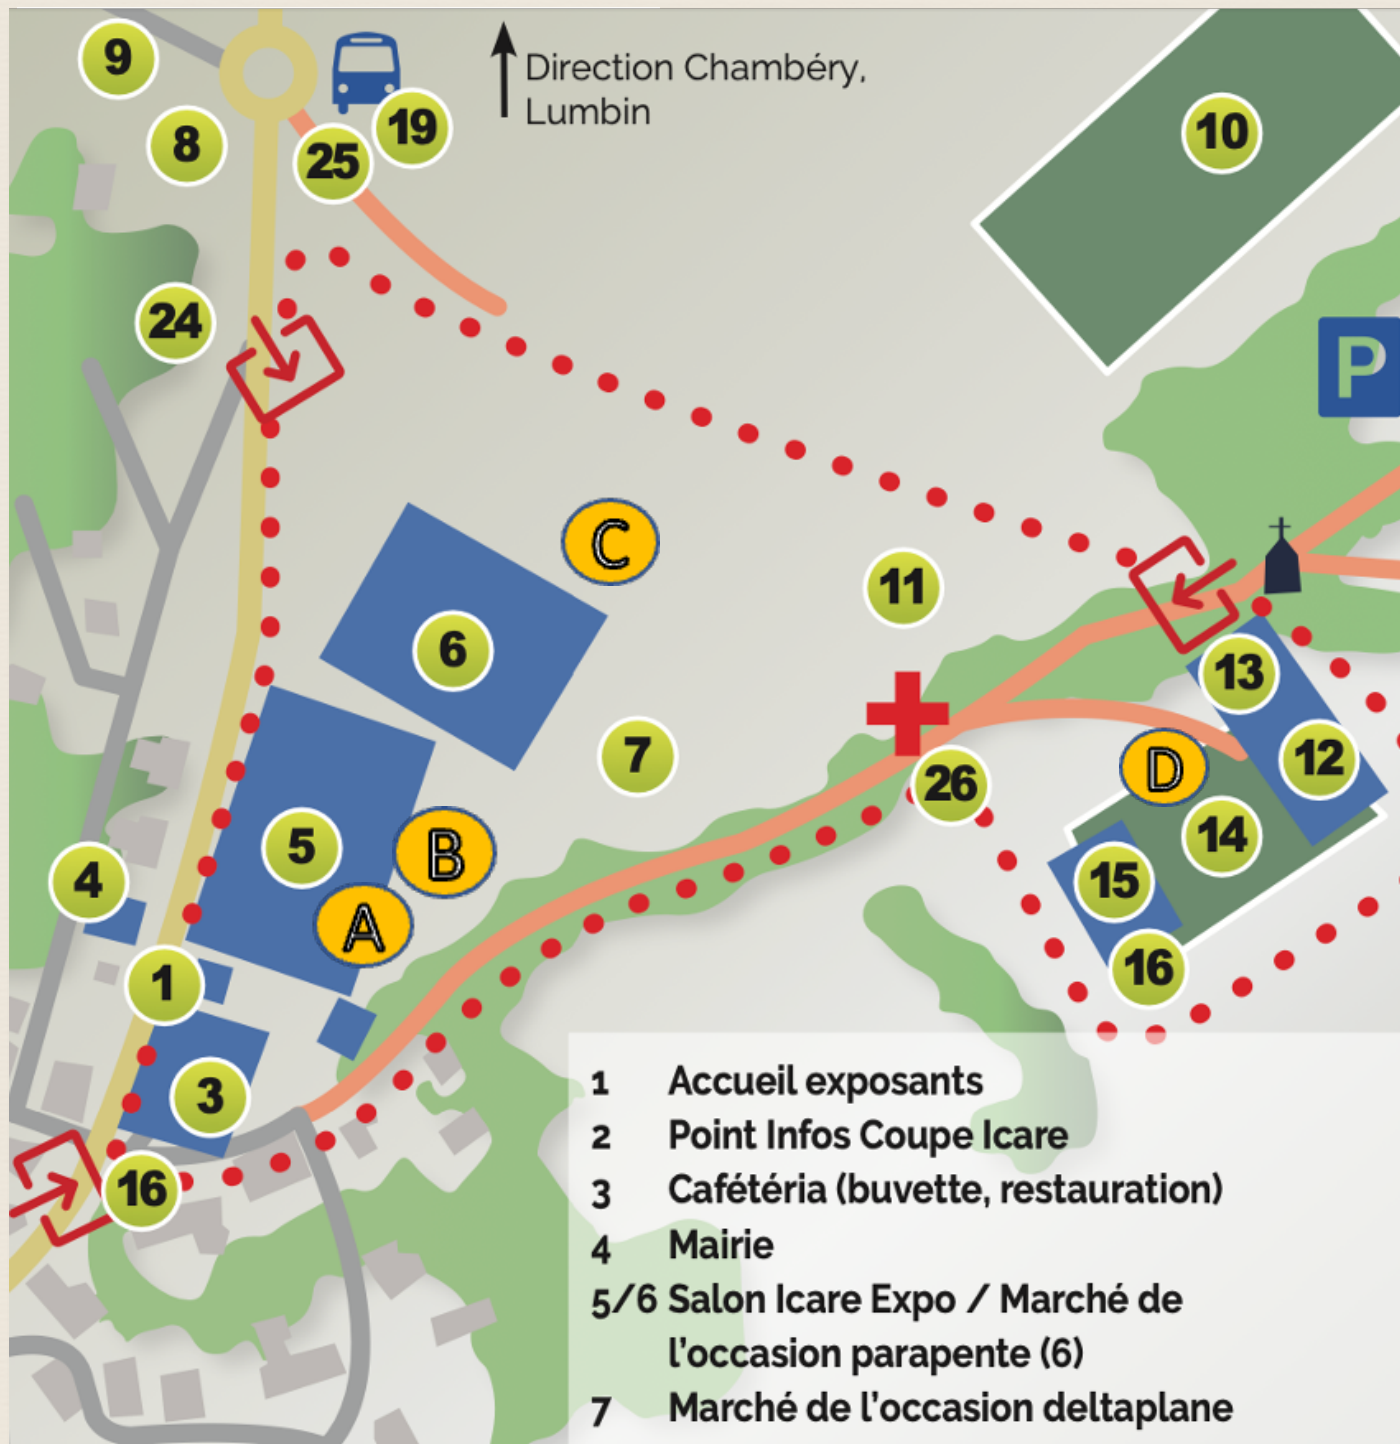 9
8
25
19
Direction Chambéry,
Lumbin
10
24
P
C
11
6
13
7
12
D
26
5
B
14
4
15
A
1
16
3
16
1 Accueil exposants
2 Point Infos Coupe Icare
3 Cafétéria (buvette, restauration)
4 Mairie
5/6 Salon Icare Expo / Marché de
l'occasion parapente (6)
7 Marché de l'occasion deltaplane